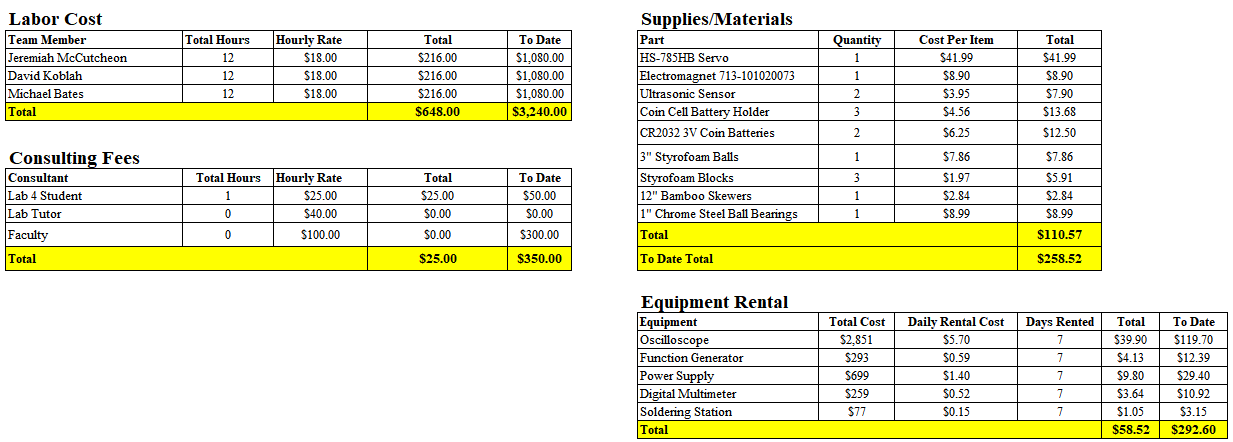 Labor Cost
Team Member Total Hours Hourly Rate Total To Date
Jeremiah McCutcheon 12 $18.00 $216.00 $1,080.00
David Koblah 12 $18.00 $216.00 $1,080.00
Michael Bates 12 $18.00 $216.00 $1,080.00
Total $648.00 $3,240.00
Consulting Fees
Consultant Total Hours Hourly Rate Total To Date
Lab 4 Student 1 $25.00 $25.00 $50.00
Lab Tutor 0 $40.00 $0.00 $0.00
Faculty 0 $100.00 $0.00 $300.00
Total $25.00 $350.00
Supplies/Materials
Part Quantity Cost Per Item Total
HS-785HB Servo 1 $41.99 $41.99
Electromagnet 713-101020073 1 $8.90 $8.90
Ultrasonic Sensor 2 $3.95 $7.90
Coin Cell Battery Holder 3 $4.56 $13.68
CR2032 3V Coin Batteries 2 $6.25 $12.50
3" Styrofoam Balls 1 $7.86 $7.86
Styrofoam Blocks 3 $1.97 $5.91
12" Bamboo Skewers 1 $2.84 $2.84
1" Chrome Steel Ball Bearings 1 $8.99 $8.99
Total $110.57
To Date Total $258.52
Equipment Rental
Equipment Total Cost Daily Rental Cost Days Rented Total To Date
Oscilloscope $2,851 $5.70 7 $39.90 $119.70
Function Generator $293 $0.59 7 $4.13 $12.39
Power Supply $699 $1.40 7 $9.80 $29.40
Digital Multimeter $259 $0.52 7 $3.64 $10.92
Soldering Station $77 $0.15 7 $1.05 $3.15
Total $58.52 $292.60